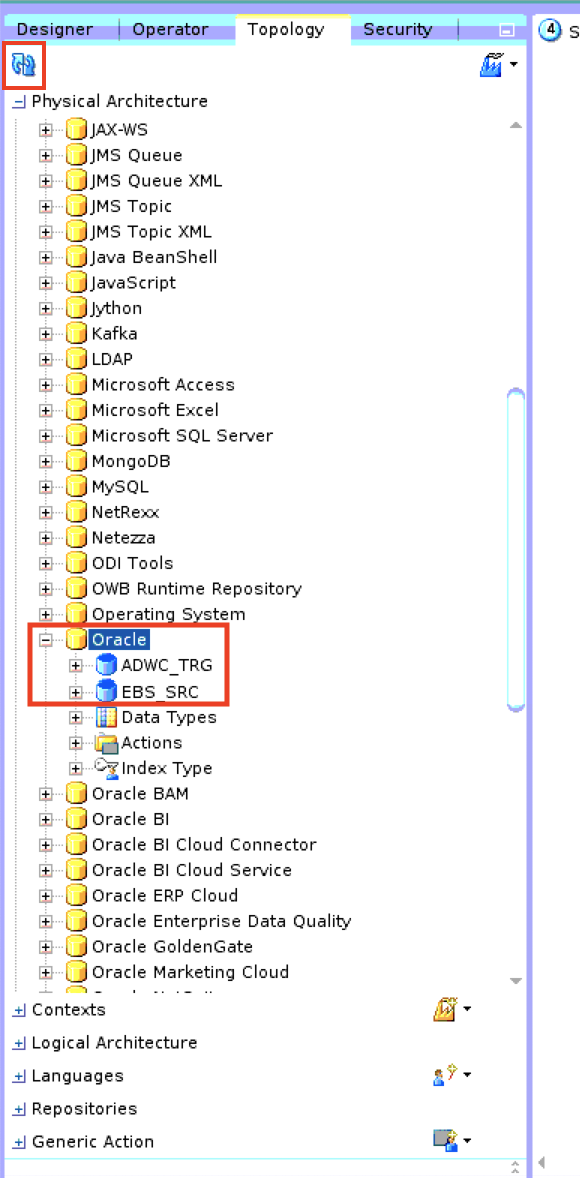 Designer Operator Topology Security
4 S
Physical Architecture
JAX-WS
JMS Queue
JMS Queue XML
JMS Topic
JMS Topic XML
Java BeanShell
JavaScript
Jython
Kafka
LDAP
Microsoft Access
Microsoft Excel
Microsoft SQL Server
MongoDB
MySQL
NetRexx
Netezza
ODI Tools
OWB Runtime Repository
Operating System
Oracle
ADWC_TRG
EBS_SRC
Data Types
Actions
Index Type
Oracle BAM
Oracle BI
Oracle BI Cloud Connector
Oracle BI Cloud Service
Oracle ERP Cloud
Oracle Enterprise Data Quality
Oracle GoldenGate
Oracle Marketing Cloud
Contexts
Logical Architecture
Languages
Repositories
Generic Action